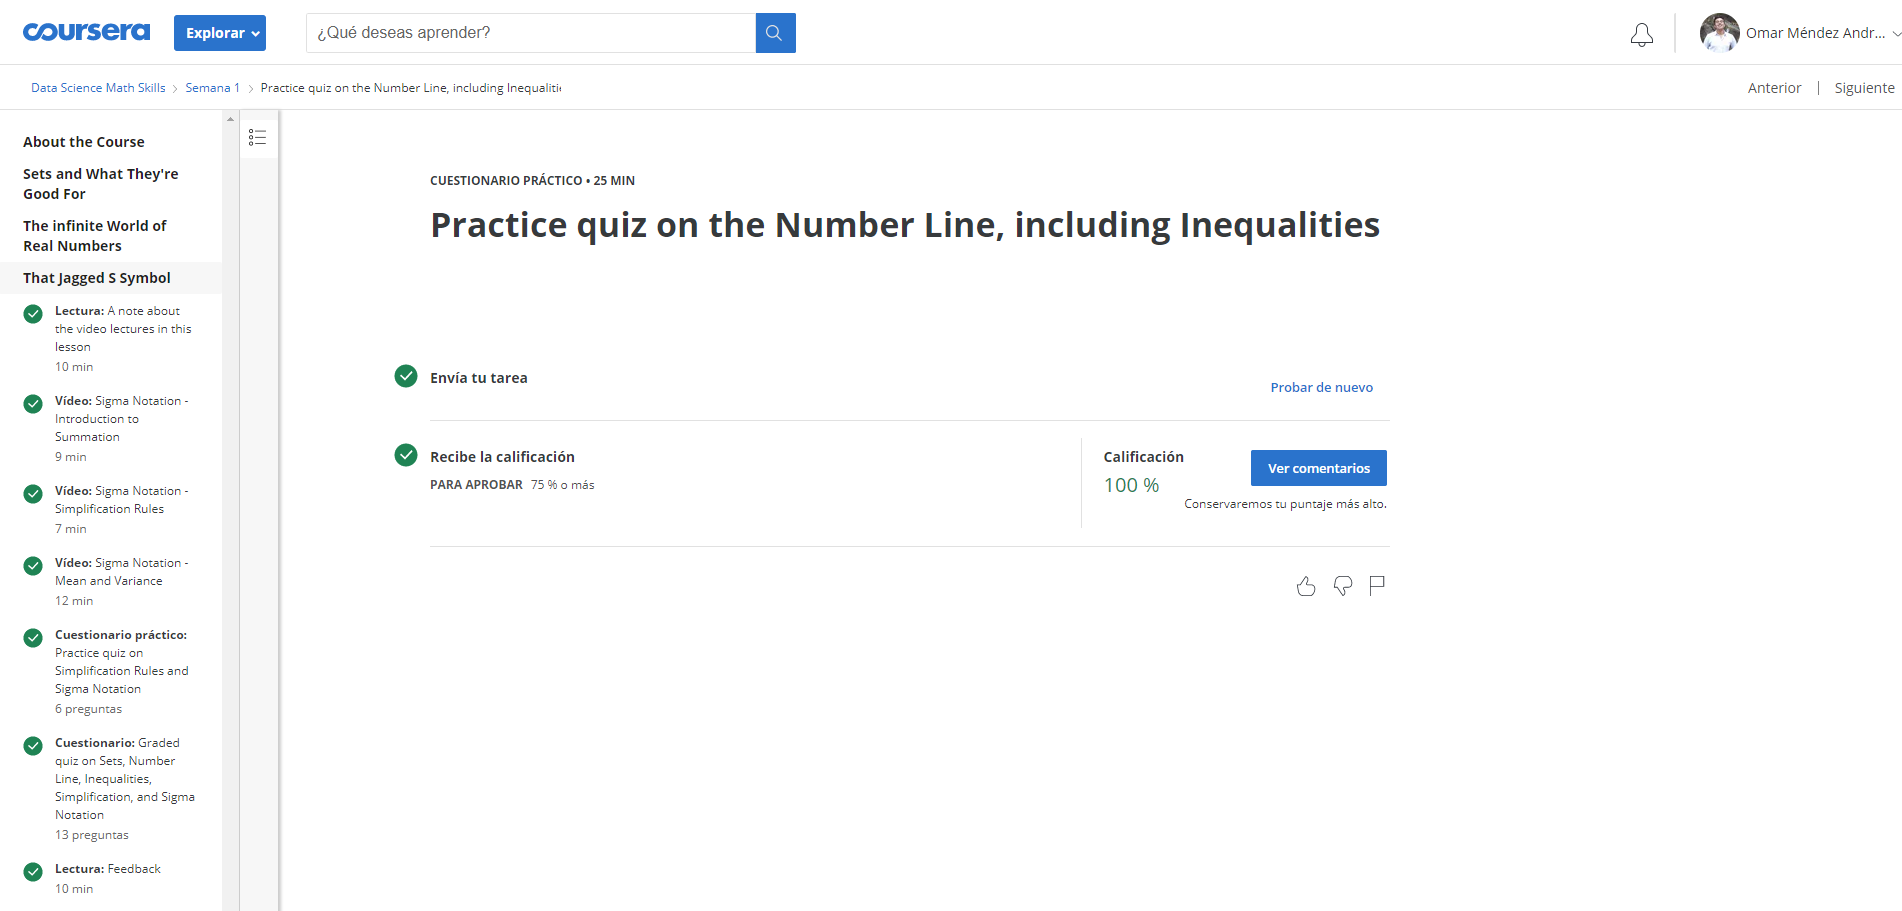 coursera
Explorar
¿Qué deseas aprender?
Omar Méndez Andr...
Data Science Math Skills
Semana 1
Practice quiz on the Number Line, including Inequaliti
Anterior
Siguiente
About the Course
Sets and What They're
Good For
The infinite World of
Real Numbers
That Jagged S Symbol
Lectura: A note about
the video lectures in this
lesson
10 min
Vídeo: Sigma Notation -
Introduction to
Summation
9 min
Vídeo: Sigma Notation -
Simplification Rules
7 min
Vídeo: Sigma Notation -
Mean and Variance
12 min
Cuestionario práctico:
Practice quiz on
Simplification Rules and
Sigma Notation
6 preguntas
Cuestionario: Graded
quiz on Sets, Number
Line, Inequalities,
Simplification, and Sigma
Notation
13 preguntas
Lectura: Feedback
10 min
CUESTIONARIO PRÁCTICO • 25 MIN
Practice quiz on the Number Line, including Inequalities
Envía tu tarea
Probar de nuevo
Recibe la calificación
PARA APROBAR 75 % o más
Calificación
100 %
Ver comentarios
Conservaremos tu puntaje más alto.